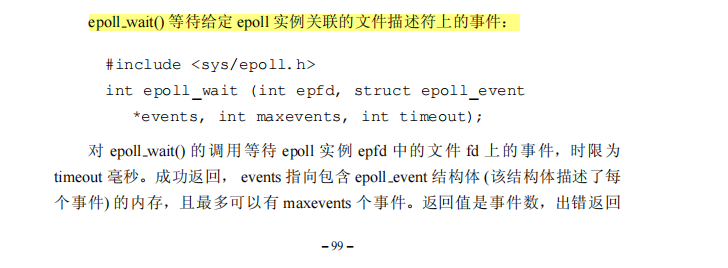 epoll_wait() 等待给定 epoll 实例关联的文件描述符上的事件：
#include <sys/epoll.h>
int epoll_wait (int epfd, struct epoll_event
*events, int maxevents, int timeout);
对 epoll_wait() 的调用等待 epoll 实例 epfd 中的文件 fd 上的事件，时限为
timeout 毫秒。成功返回， events 指向包含 epoll_event 结构体 (该结构体描述了每
个事件) 的内存，且最多可以有 maxevents 个事件。返回值是事件数，出错返回
– 99 –